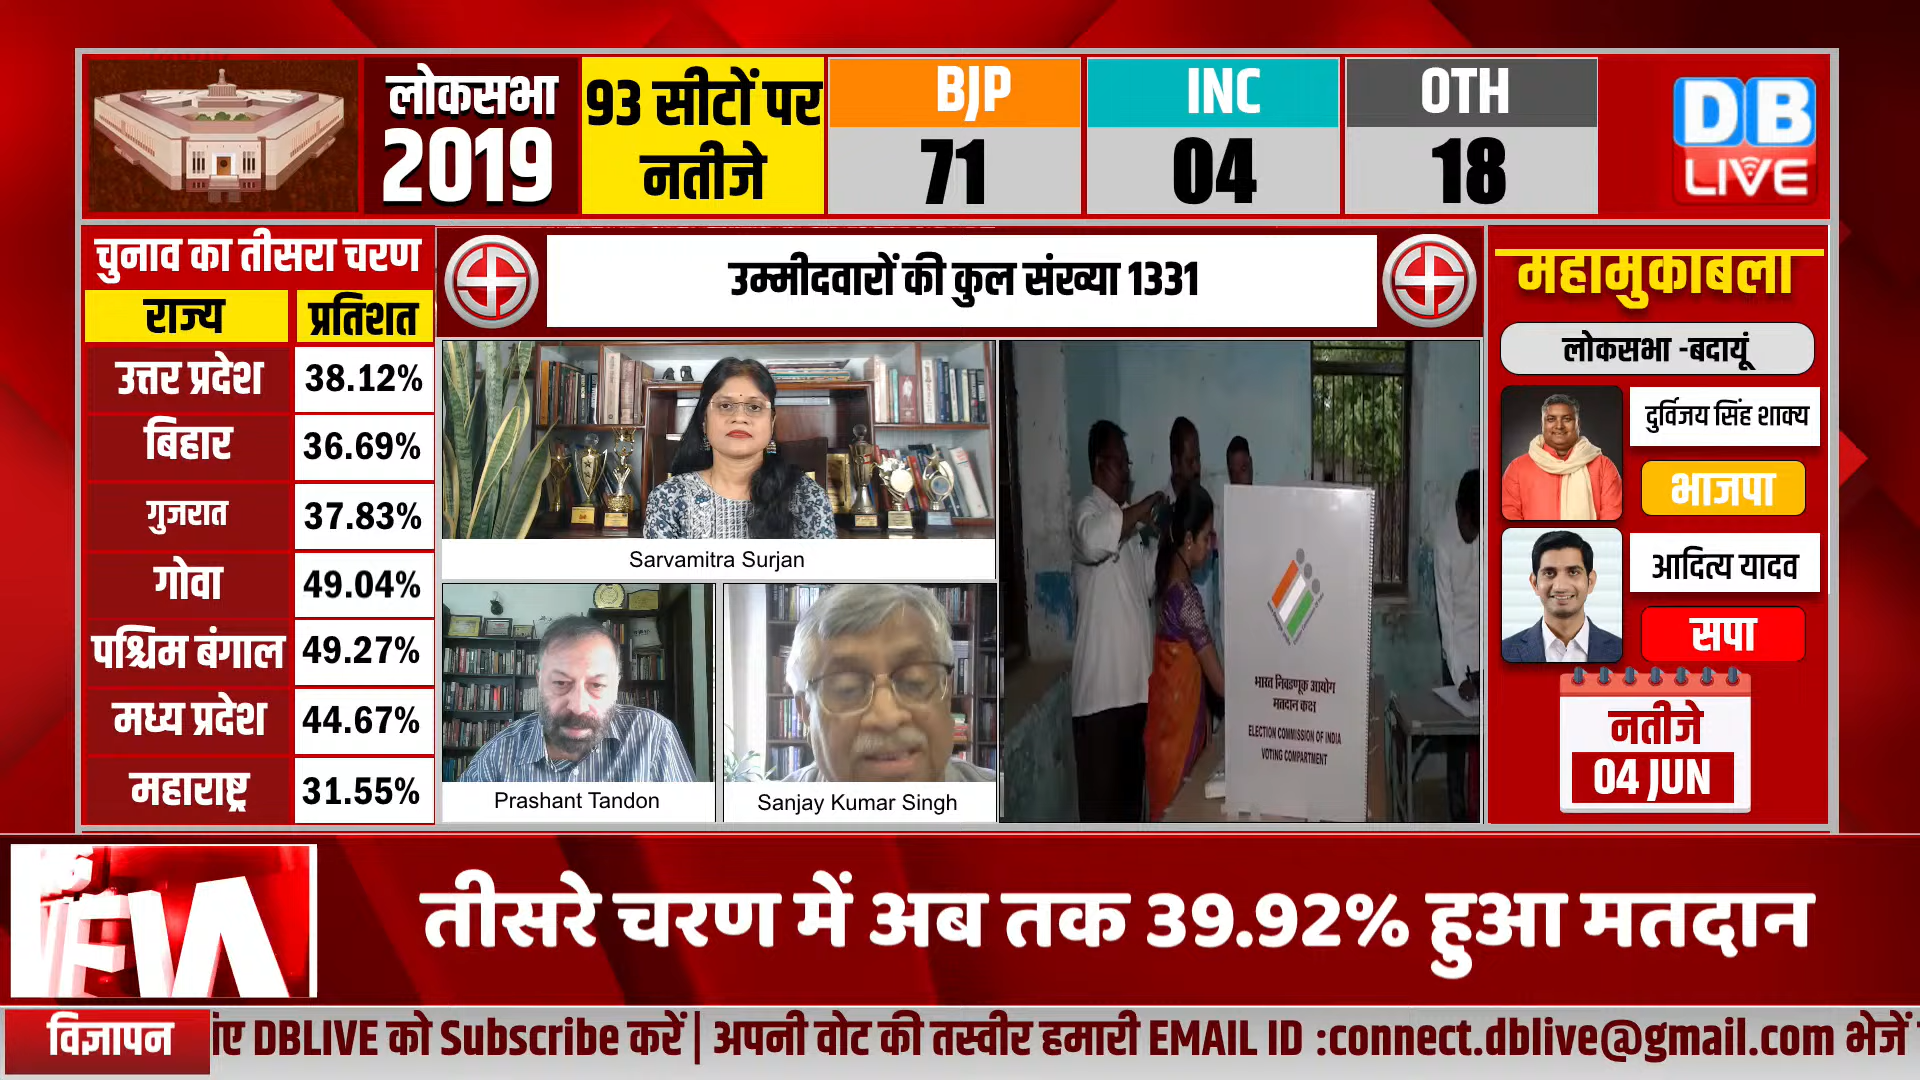 लोकसभा
2019
93 सीटों पर
नतीजे
BJP
71
INC
04
OTH
18
DB
LIVE
चुनाव का तीसरा चरण
राज्य प्रतिशत
उत्तर प्रदेश 38.12%
बिहार 36.69%
गुजरात 37.83%
गोवा 49.04%
पश्चिम बंगाल 49.27%
मध्य प्रदेश 44.67%
महाराष्ट्र 31.55%
उम्मीदवारों की कुल संख्या 1331
Sarvamitra Surjan
Prashant Tandon
Sanjay Kumar Singh
भारत निवडणूक आयोग
मतदान कक्ष
ELECTION COMMISSION OF INDIA
VOTING COMPARTMENT
महामुकाबला
लोकसभा -बदायूं
दुर्विजय सिंह शाक्य
भाजपा
आदित्य यादव
सपा
नतीजे
04 JUN
तीसरे चरण में अब तक 39.92% हुआ मतदान
विज्ञापन
DBLIVE को Subscribe करें | अपनी वोट की तस्वीर हमारी EMAIL ID :connect.dblive@gmail.com भेजें